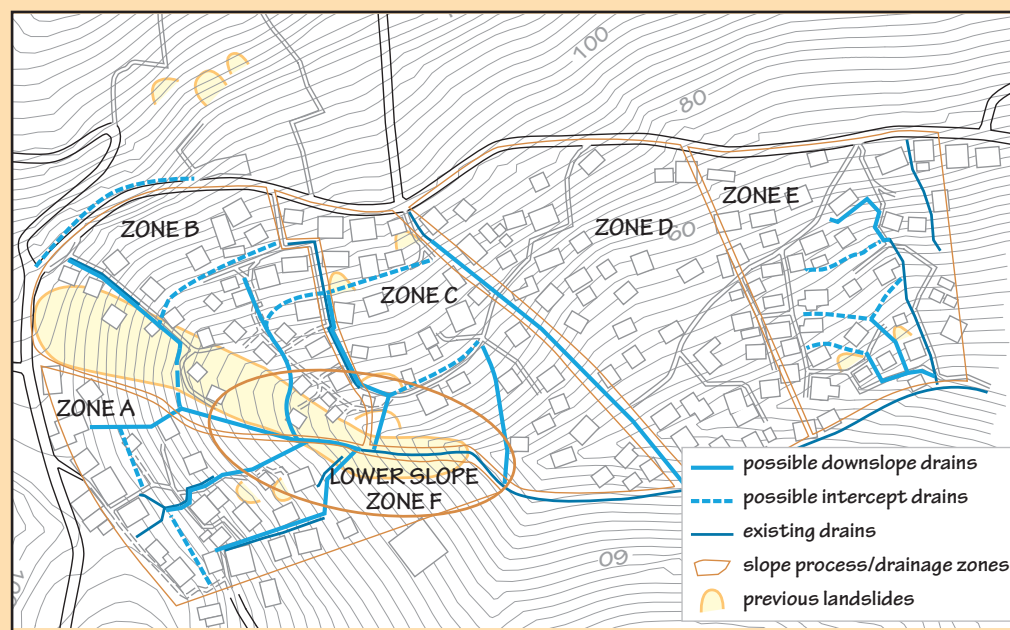 100
80
ZONE E
ZONE B
ZONE D
60
ZONE C
ZONE A
LOWER SLOPE
ZONE F
60
possible downslope drains
possible intercept drains
existing drains
slope process/drainage zones
previous landslides